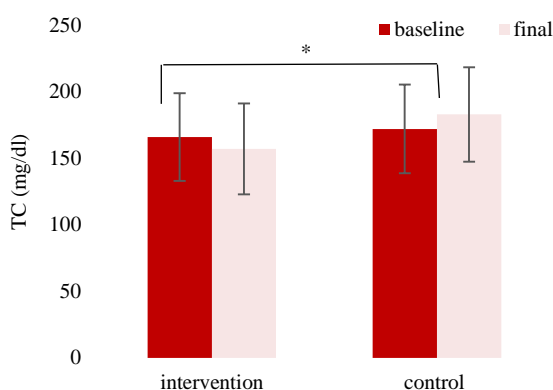 baseline final
*
TC (mg/dl)
250
200
150
100
50
0
intervention control